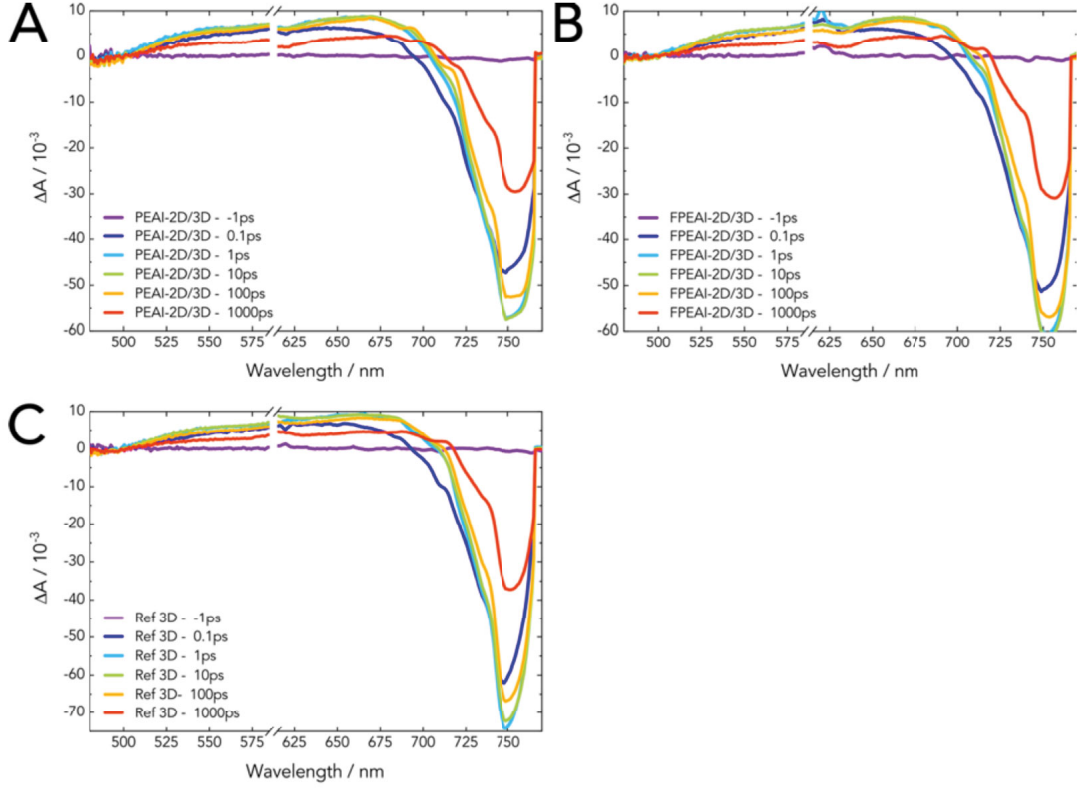 A
10
0
-10
-20
-30
-40
-50
-60
ΔA / 10⁻³
PEAI-2D/3D - -1ps
PEAI-2D/3D - 0.1ps
PEAI-2D/3D - 1ps
PEAI-2D/3D - 10ps
PEAI-2D/3D - 100ps
PEAI-2D/3D - 1000ps
500 525 550 575 625 650 675 700 725 750
Wavelength / nm
B
10
0
-10
-20
-30
-40
-50
-60
ΔA / 10⁻³
FPEAI-2D/3D - -1ps
FPEAI-2D/3D - 0.1ps
FPEAI-2D/3D - 1ps
FPEAI-2D/3D - 10ps
FPEAI-2D/3D - 100ps
FPEAI-2D/3D - 1000ps
500 525 550 575 625 650 675 700 725 750
Wavelength / nm
C
10
0
-10
-20
-30
-40
-50
-60
-70
ΔA / 10⁻³
Ref 3D - -1ps
Ref 3D - 0.1ps
Ref 3D - 1ps
Ref 3D - 10ps
Ref 3D- 100ps
Ref 3D - 1000ps
500 525 550 575 625 650 675 700 725 750
Wavelength / nm